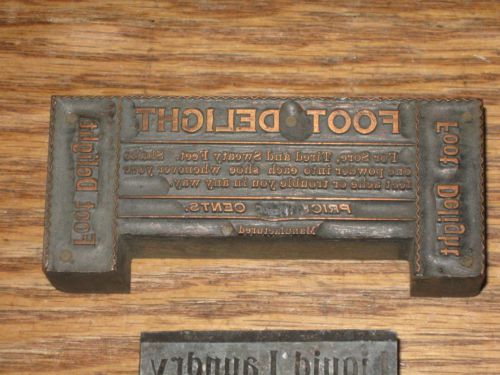 FOOT DELIGHT
For Sore, Tired and Sweaty Feet. Shake
one powder into each shoe whenever your
feet ache or trouble you in any way.
PRICE CENTS.
Manufactured
Foot Delight
Foot Delight
Liquid Laundry